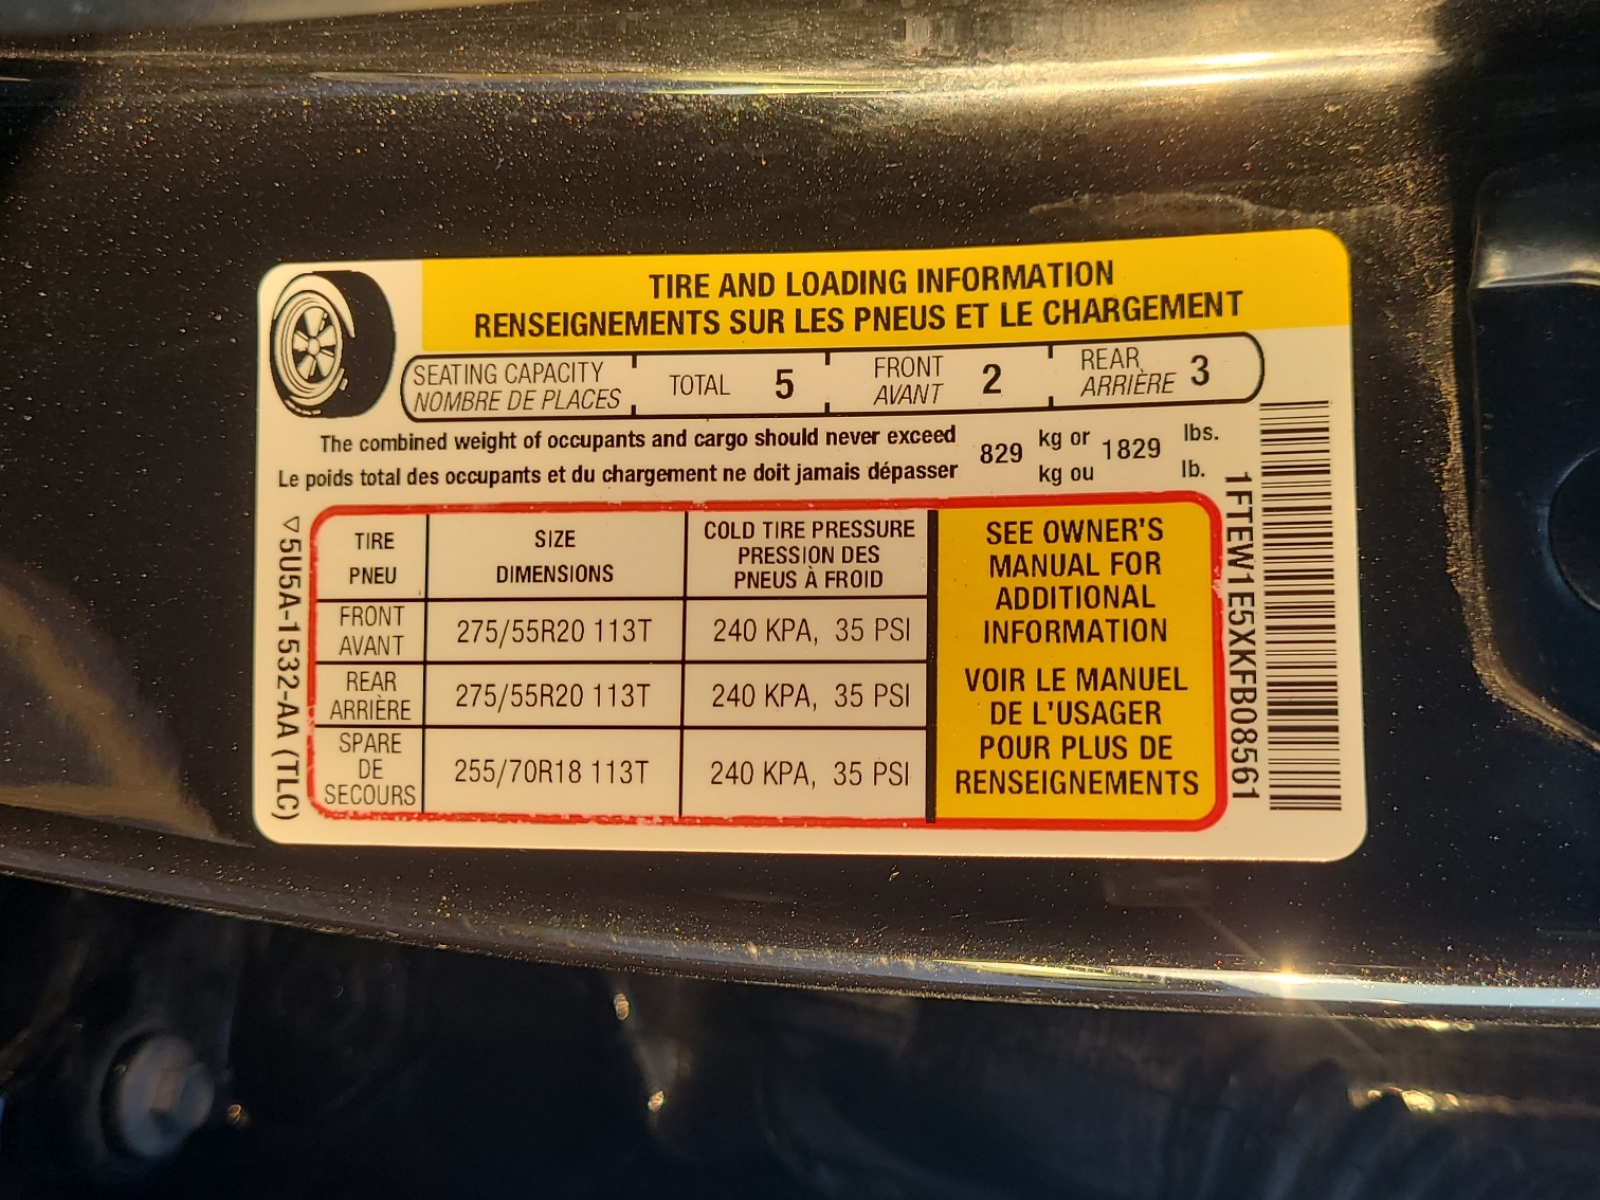 TIRE AND LOADING INFORMATION
RENSEIGNEMENTS SUR LES PNEUS ET LE CHARGEMENT
SEATING CAPACITY
NOMBRE DE PLACES
TOTAL 5
FRONT
AVANT
2
REAR
ARRIÈRE
3
The combined weight of occupants and cargo should never exceed
Le poids total des occupants et du chargement ne doit jamais dépasser
829
kg or
kg ou
1829
lbs.
lb.
TIRE
PNEU
SIZE
DIMENSIONS
COLD TIRE PRESSURE
PRESSION DES
PNEUS À FROID
FRONT
AVANT
275/55R20 113T
240 KPA, 35 PSI
REAR
ARRIÈRE
275/55R20 113T
240 KPA, 35 PSI
SPARE
DE
SECOURS
255/70R18 113T
240 KPA, 35 PSI
SEE OWNER'S
MANUAL FOR
ADDITIONAL
INFORMATION
VOIR LE MANUEL
DE L'USAGER
POUR PLUS DE
RENSEIGNEMENTS
▽5U5A-1532-AA (TLC)
1FTEW1E5XKFB08561